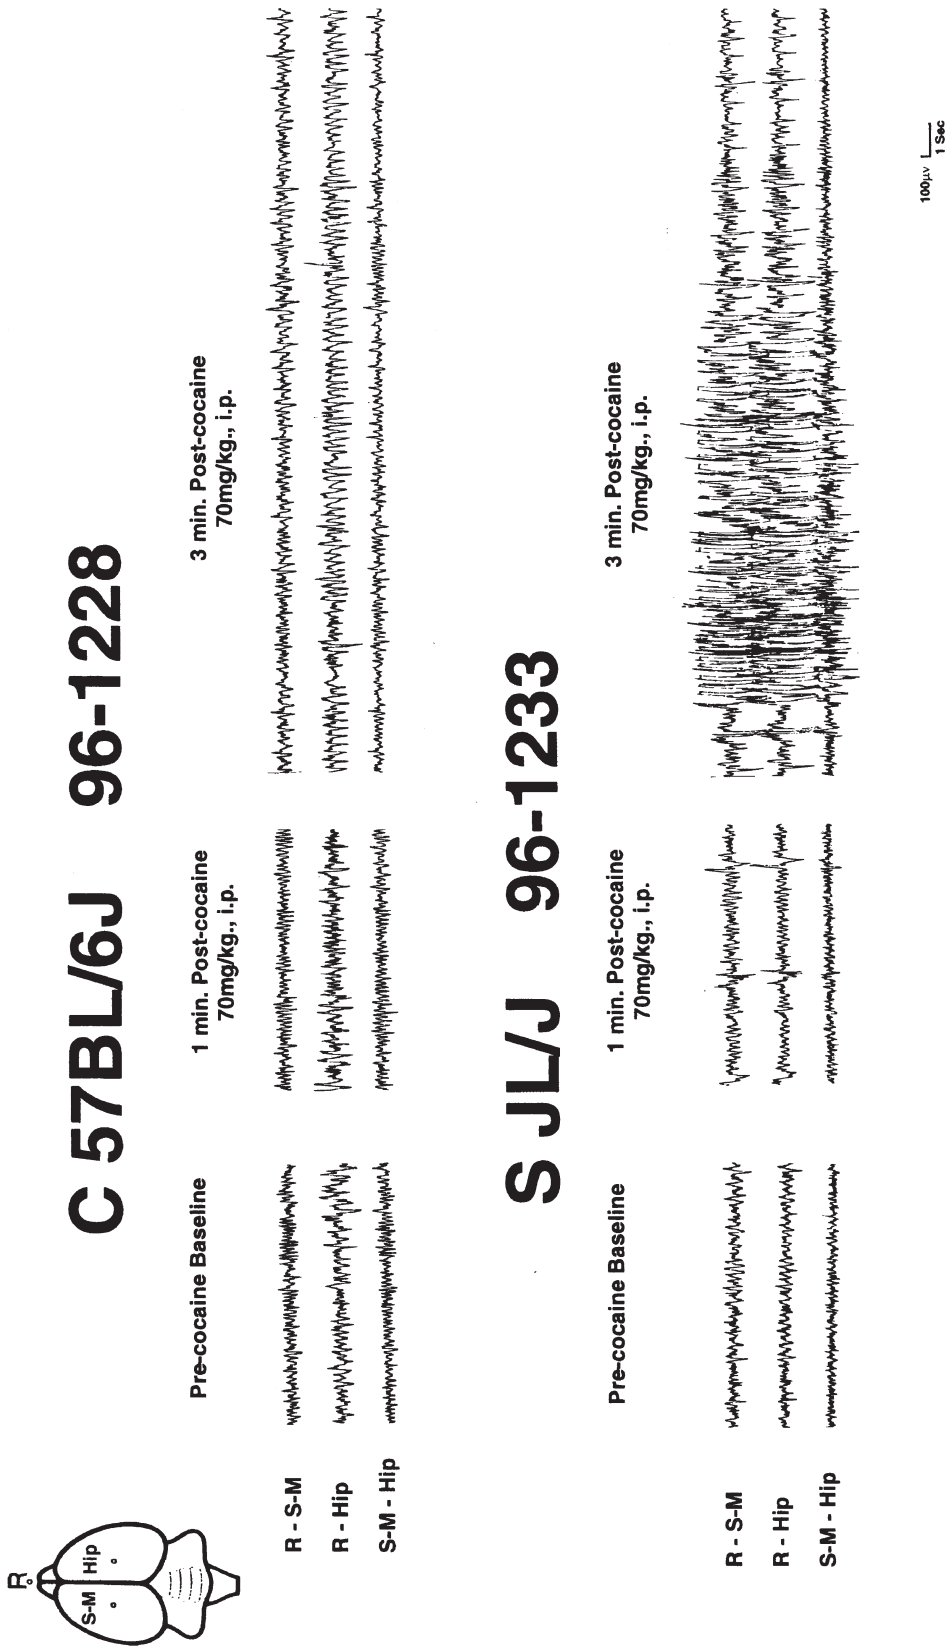 R
S-M
Hip
C 57BL/6J 96-1228
Pre-cocaine Baseline
1 min. Post-cocaine
70mg/kg., i.p.
3 min. Post-cocaine
70mg/kg., i.p.
R - S-M
R - Hip
S-M - Hip
S JL/J 96-1233
Pre-cocaine Baseline
1 min. Post-cocaine
70mg/kg., i.p.
3 min. Post-cocaine
70mg/kg., i.p.
R - S-M
R - Hip
S-M - Hip
100µv
1 Sec